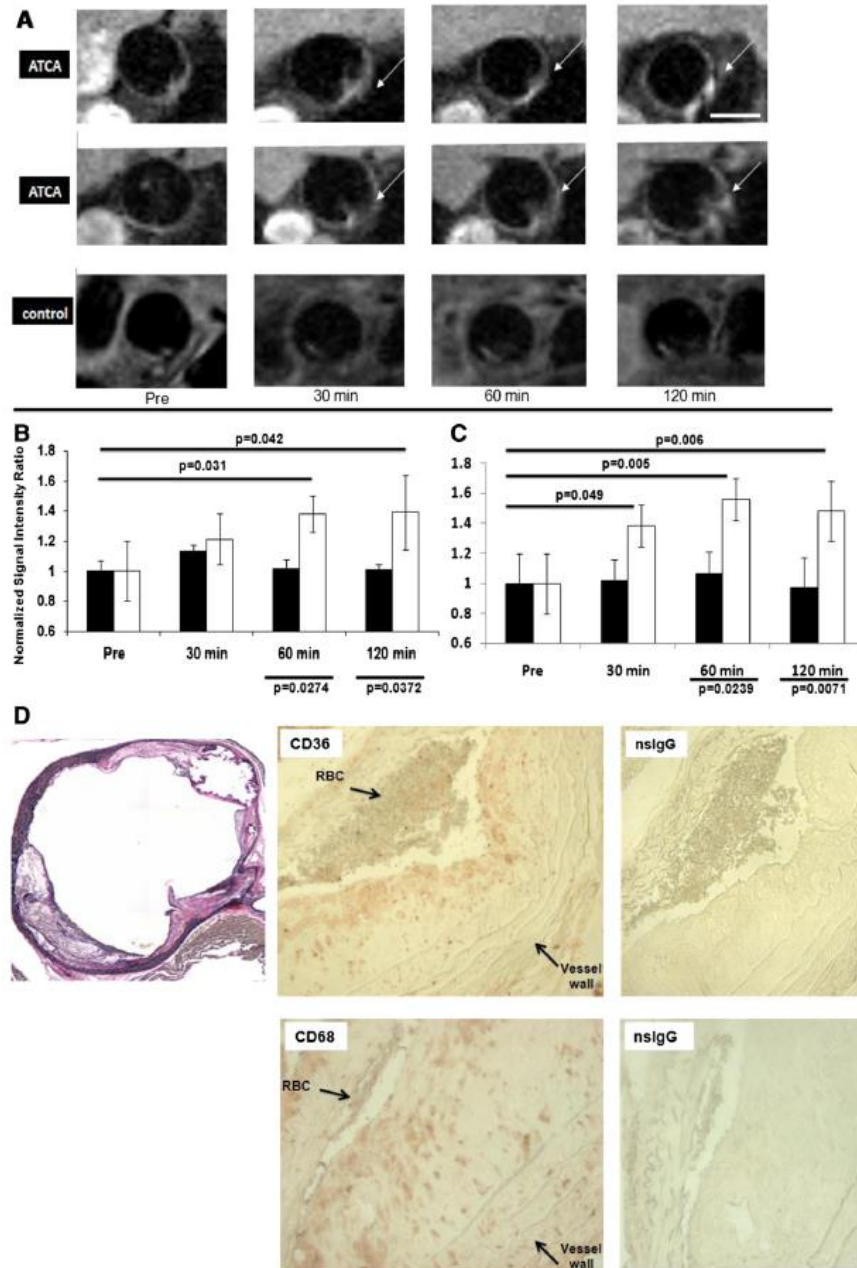 A
ATCA
ATCA
control
Pre 30 min 60 min 120 min
B
p=0.042
p=0.031
Normalized Signal Intensity Ratio
1.8
1.6
1.4
1.2
1
0.8
0.6
Pre 30 min 60 min 120 min
p=0.0274 p=0.0372
C
p=0.006
p=0.005
p=0.049
1.8
1.6
1.4
1.2
1
0.8
0.6
Pre 30 min 60 min 120 min
p=0.0239 p=0.0071
D
CD36
RBC
Vessel
wall
nsIgG
CD68
RBC
Vessel
wall
nsIgG